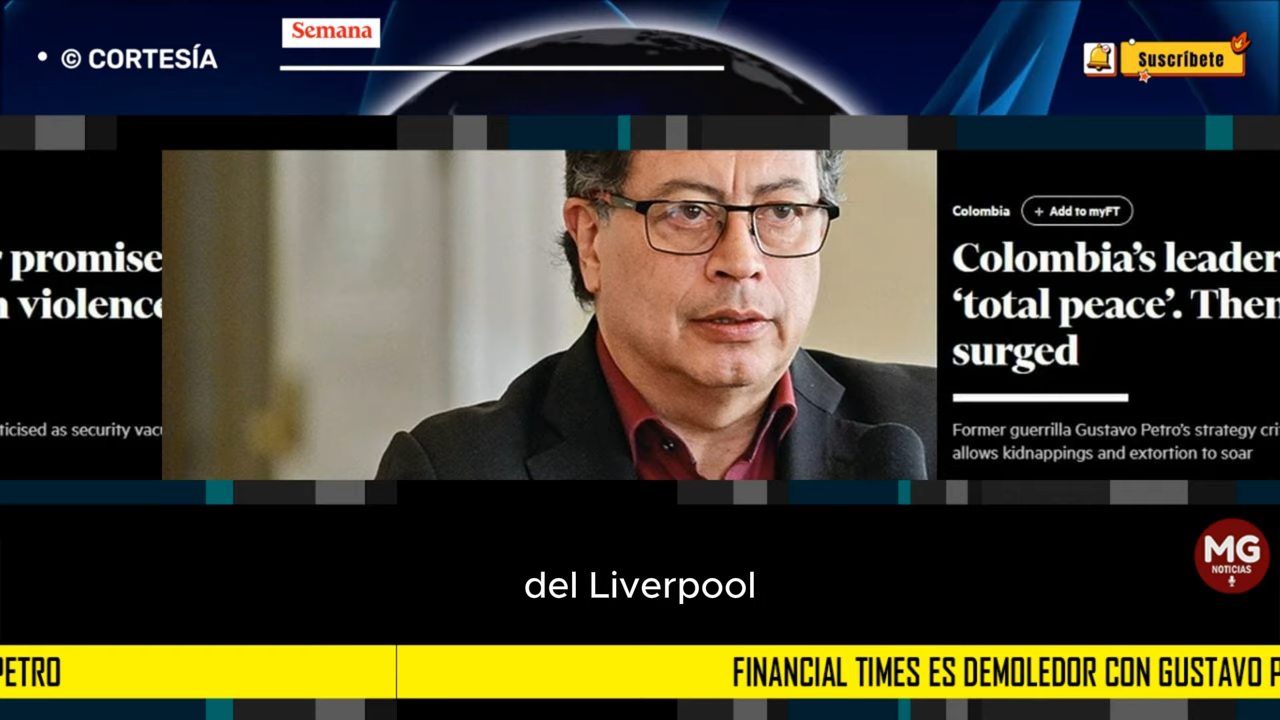 Semana
• © CORTESÍA
Suscríbete
Colombia
+ Add to myFT
promise
violence
Colombia's leader
'total peace'. Then
surged
Former guerrilla Gustavo Petro's strategy cri
allows kidnappings and extortion to soar
ticised as security vac
MG
NOTICIAS
del Liverpool
PETRO
FINANCIAL TIMES ES DEMOLEDOR CON GUSTAVO P